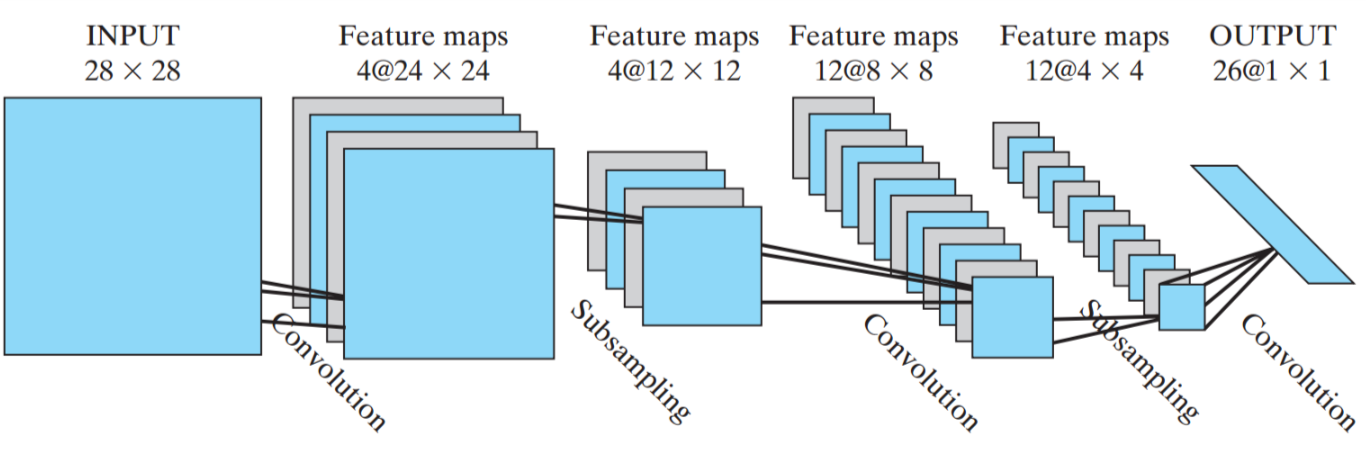 INPUT
28 × 28
Feature maps
4@24 × 24
Feature maps
4@12 × 12
Feature maps
12@8 × 8
Feature maps
12@4 × 4
OUTPUT
26@1 × 1
Convolution
Subsampling
Convolution
Subsampling
Convolution